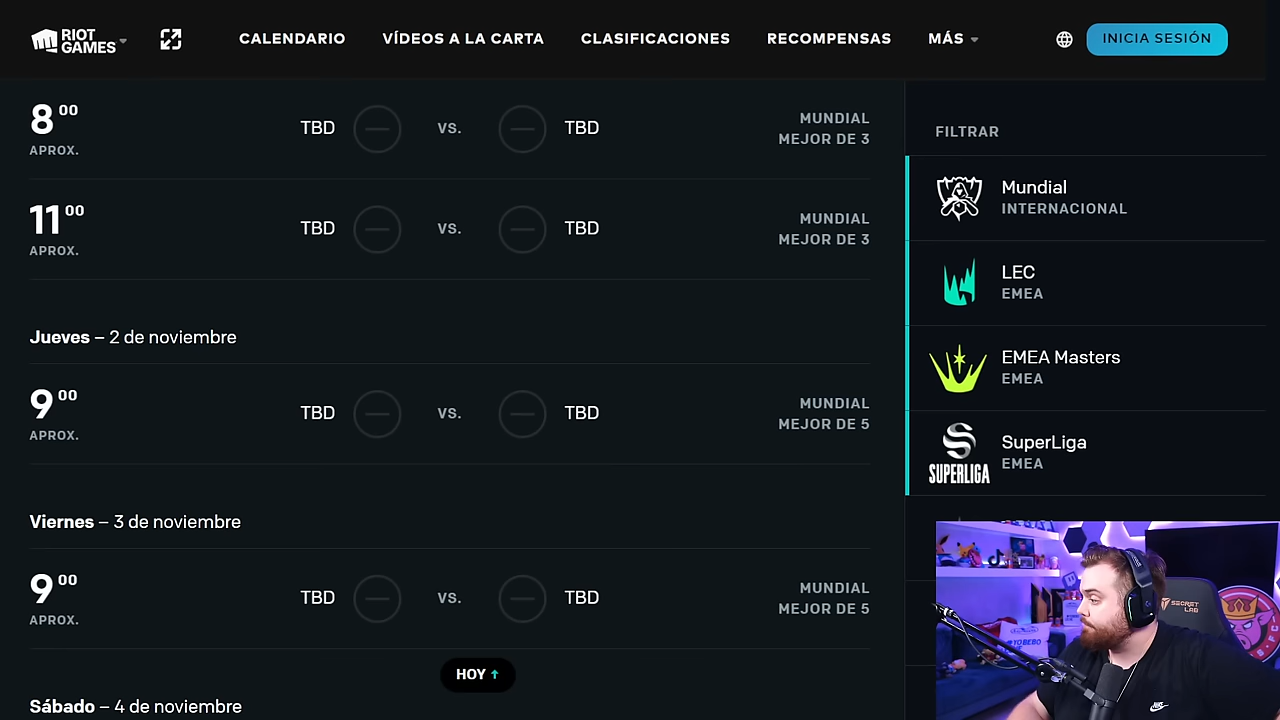 RIOT GAMES
CALENDARIO
VÍDEOS A LA CARTA
CLASIFICACIONES
RECOMPENSAS
MÁS
INICIA SESIÓN
8 00
APROX.
TBD VS. TBD
MUNDIAL
MEJOR DE 3
11 00
APROX.
TBD VS. TBD
MUNDIAL
MEJOR DE 3
Jueves – 2 de noviembre
9 00
APROX.
TBD VS. TBD
MUNDIAL
MEJOR DE 5
Viernes – 3 de noviembre
9 00
APROX.
TBD VS. TBD
MUNDIAL
MEJOR DE 5
HOY ↑
Sábado – 4 de noviembre
FILTRAR
Mundial
INTERNACIONAL
LEC
EMEA
EMEA Masters
EMEA
SUPERLIGA
SuperLiga
EMEA
SECRET
LAB